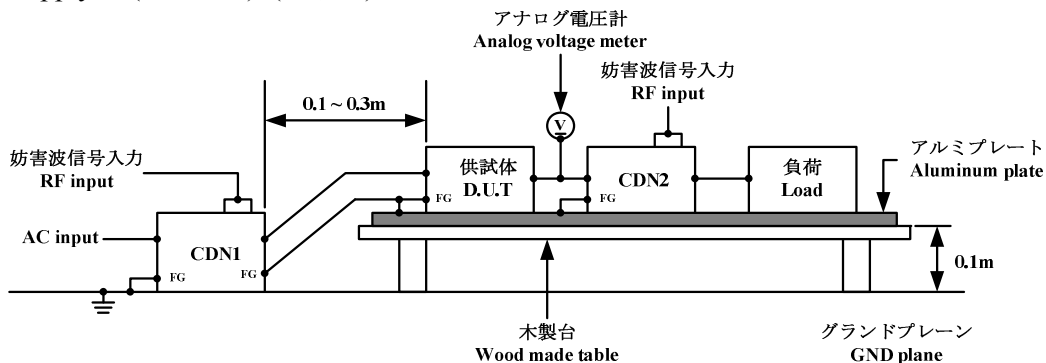 アナログ電圧計
Analog voltage meter
妨害波信号入力
RF input
0.1 ~ 0.3m
V
妨害波信号入力
RF input
供試体
D.U.T
FG
CDN2
FG
負荷
Load
アルミプレート
Aluminum plate
AC input
CDN1
FG
FG
0.1m
木製台
Wood made table
グランドプレーン
GND plane